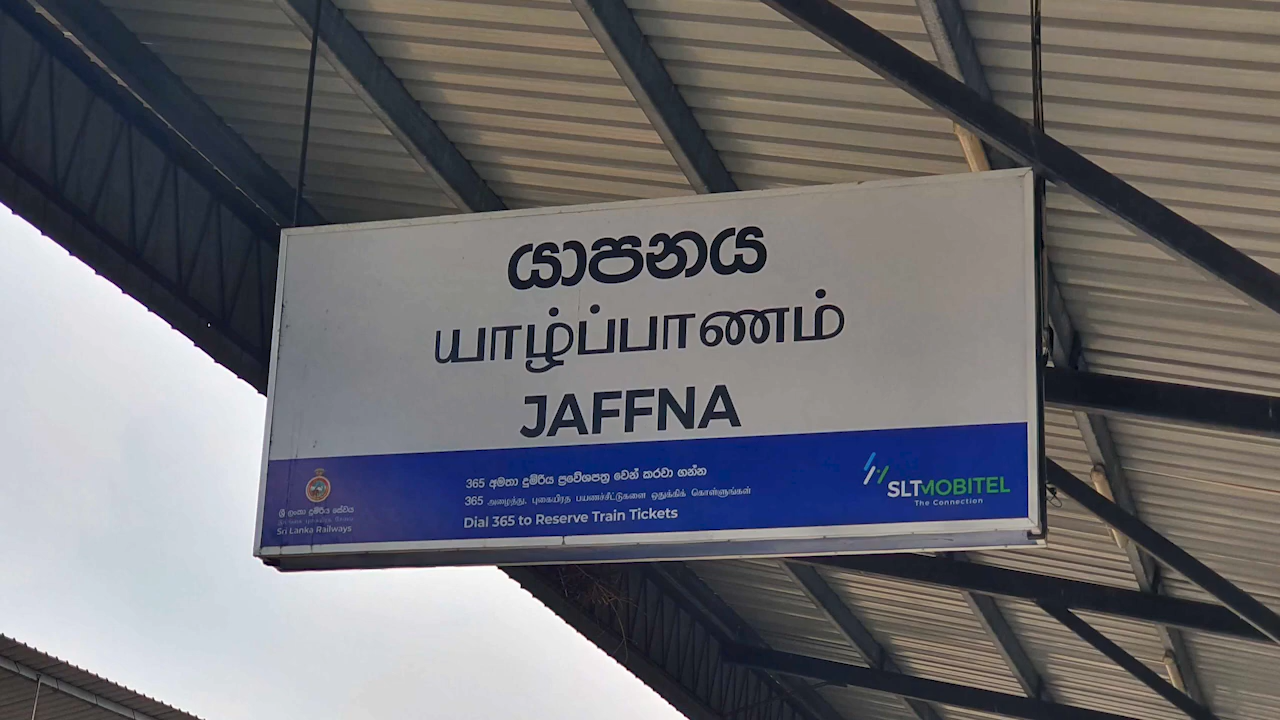 යාපනය
யாழ்ப்பாணம்
JAFFNA
365 අමතා දුම්රිය ප්‍රවේශපත්‍ර වෙන් කරවා ගන්න
365 அழைத்து, புகையிரத பயணச்சீட்டுகளை ஒதுக்கிக் கொள்ளுங்கள்
Dial 365 to Reserve Train Tickets
ශ්‍රී ලංකා දුම්රිය සේවය
Sri Lanka Railways
SLTMOBITEL
The Connection